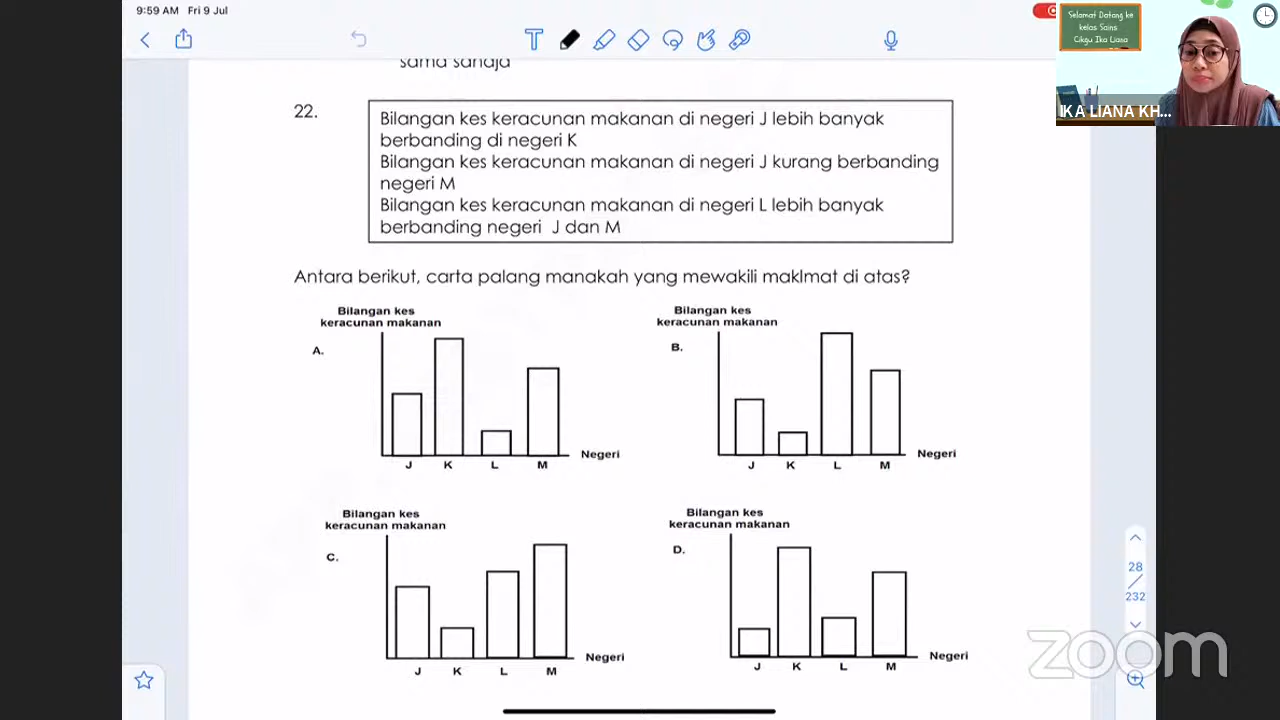 9:59 AM Fri 9 Jul
Selamat Datang ke
kelas Sains
Cikgu Ika Liana
IKA LIANA KH...
sama sahaja
22.
Bilangan kes keracunan makanan di negeri J lebih banyak
berbanding di negeri K
Bilangan kes keracunan makanan di negeri J kurang berbanding
negeri M
Bilangan kes keracunan makanan di negeri L lebih banyak
berbanding negeri J dan M
Antara berikut, carta palang manakah yang mewakili maklmat di atas?
Bilangan kes
keracunan makanan
A.
J K L M
Negeri
Bilangan kes
keracunan makanan
B.
J K L M
Negeri
Bilangan kes
keracunan makanan
C.
J K L M
Negeri
Bilangan kes
keracunan makanan
D.
J K L M
Negeri
28
232
zoom